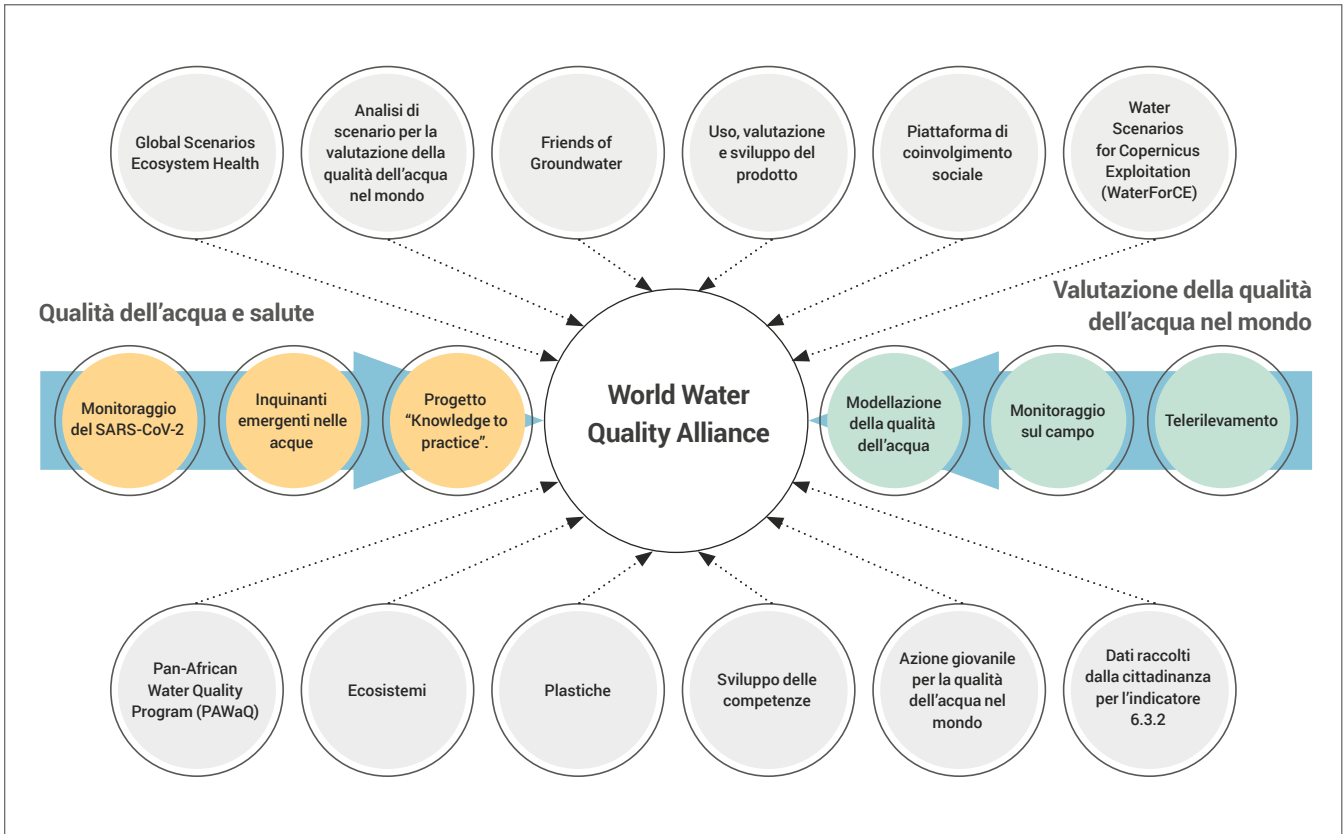 Global Scenarios
Ecosystem Health
Analisi di
scenario per la
valutazione della
qualità dell'acqua
nel mondo
Friends of
Groundwater
Uso, valutazione
e sviluppo del
prodotto
Piattaforma di
coinvolgimento
sociale
Water
Scenarios
for Copernicus
Exploitation
(WaterForCE)
Qualità dell'acqua e salute
Valutazione della qualità
dell'acqua nel mondo
Monitoraggio
del SARS-CoV-2
Inquinanti
emergenti nelle
acque
Progetto
“Knowledge to
practice”.
World Water
Quality Alliance
Modellazione
della qualità
dell'acqua
Monitoraggio
sul campo
Telerilevamento
Pan-African
Water Quality
Program (PAWaQ)
Ecosistemi
Plastiche
Sviluppo delle
competenze
Azione giovanile
per la qualità
dell'acqua nel
mondo
Dati raccolti
dalla cittadinanza
per l'indicatore
6.3.2